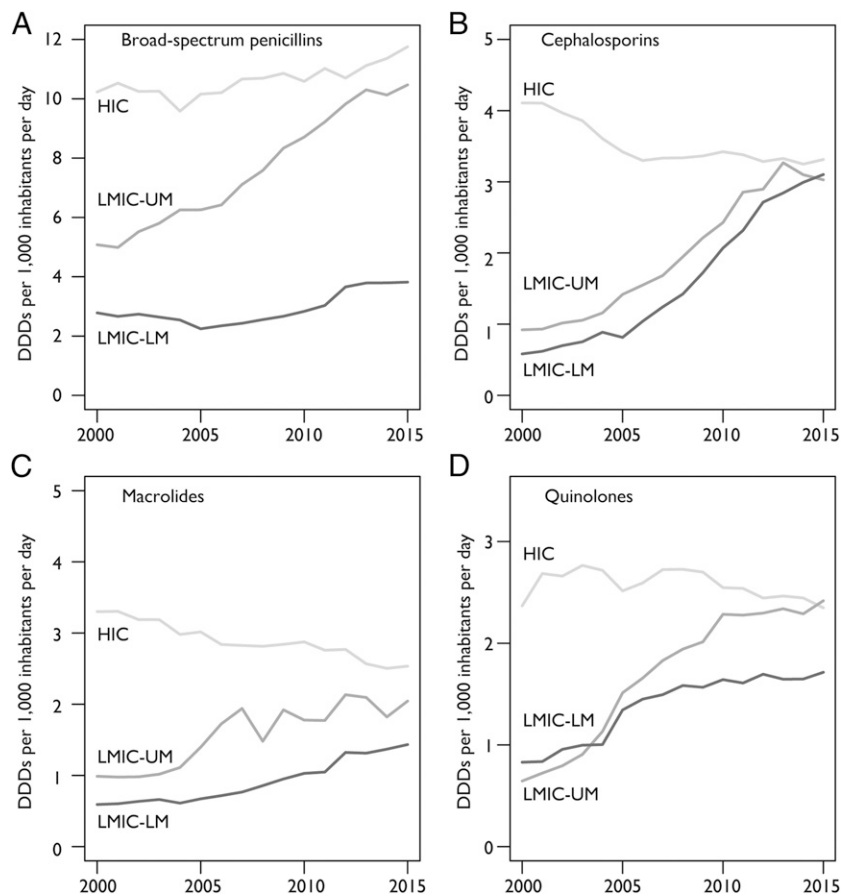 A
Broad-spectrum penicillins
DDDs per 1,000 inhabitants per day
12
10
8
6
4
2
0
HIC
LMIC-UM
LMIC-LM
2000
2005
2010
2015
B
Cephalosporins
DDDs per 1,000 inhabitants per day
5
4
3
2
1
0
HIC
LMIC-UM
LMIC-LM
2000
2005
2010
2015
C
Macrolides
DDDs per 1,000 inhabitants per day
5
4
3
2
1
0
HIC
LMIC-UM
LMIC-LM
2000
2005
2010
2015
D
Quinolones
DDDs per 1,000 inhabitants per day
3
2
1
0
HIC
LMIC-LM
LMIC-UM
2000
2005
2010
2015